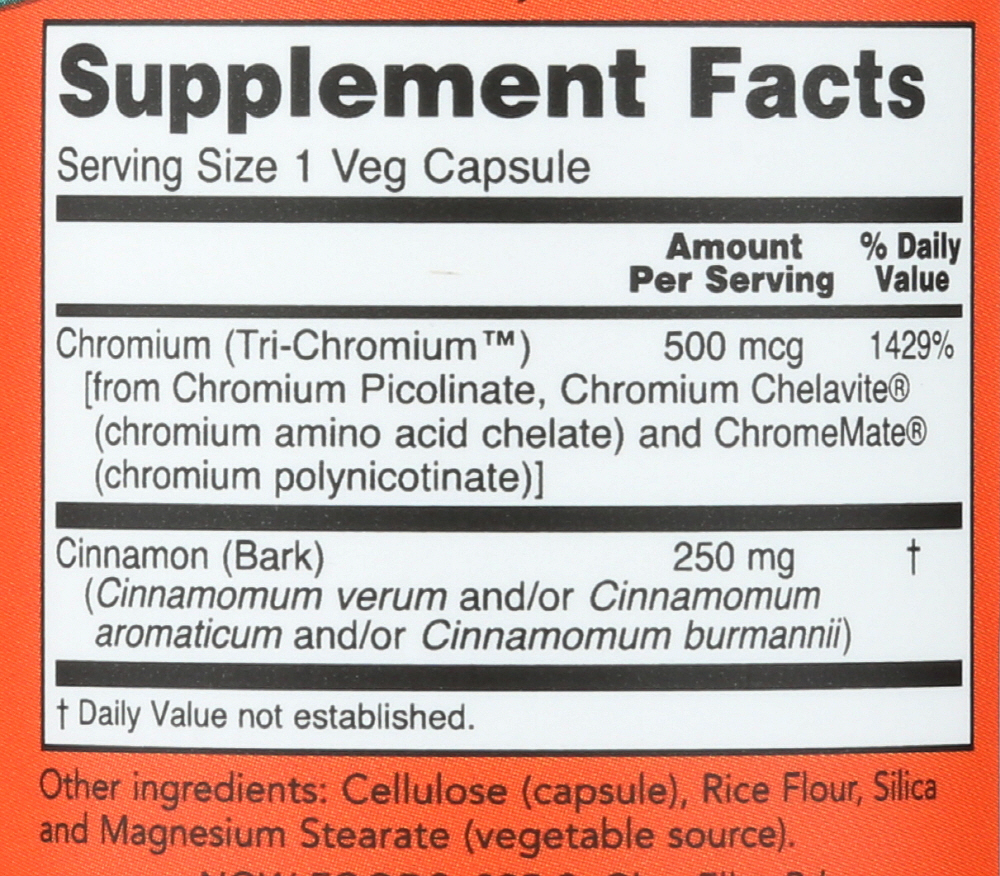 Supplement Facts
Serving Size 1 Veg Capsule
Amount Per Serving
% Daily Value
Chromium (Tri-Chromium™) 500 mcg 1429%
[from Chromium Picolinate, Chromium Chelavite®
(chromium amino acid chelate) and ChromeMate®
(chromium polynicotinate)]
Cinnamon (Bark) 250 mg †
(Cinnamomum verum and/or Cinnamomum
aromaticum and/or Cinnamomum burmannii)
† Daily Value not established.
Other ingredients: Cellulose (capsule), Rice Flour, Silica
and Magnesium Stearate (vegetable source).